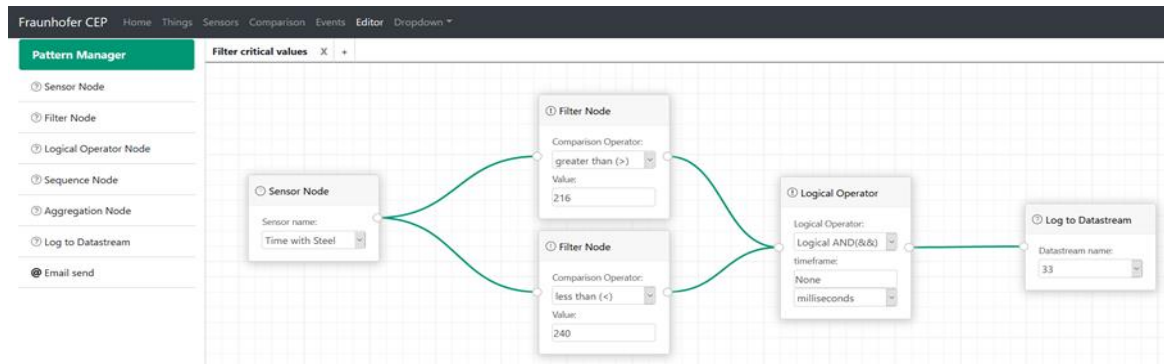 Fraunhofer CEP Home Things Sensors Comparison Events Editor Dropdown
Pattern Manager
Filter critical values X +
Sensor Node
Filter Node
Logical Operator Node
Sequence Node
Aggregation Node
Log to Datastream
@ Email send
Sensor Node
Sensor name:
Time with Steel
Filter Node
Comparison Operator:
greater than (>)
Value:
216
Filter Node
Comparison Operator:
less than (<)
Value:
240
Logical Operator
Logical Operator:
Logical AND(&&)
timeframe:
None
milliseconds
Log to Datastream
Datastream name:
33